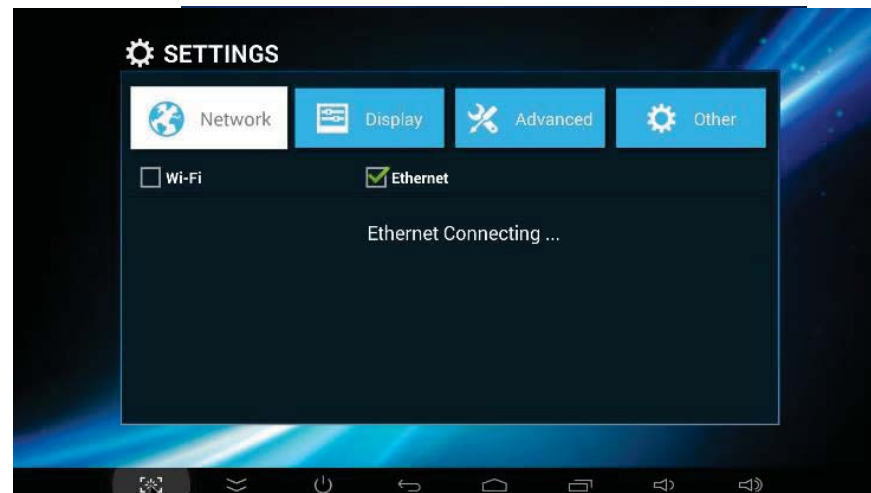 SETTINGS
Network Display Advanced Other
Wi-Fi Ethernet
Ethernet Connecting ...